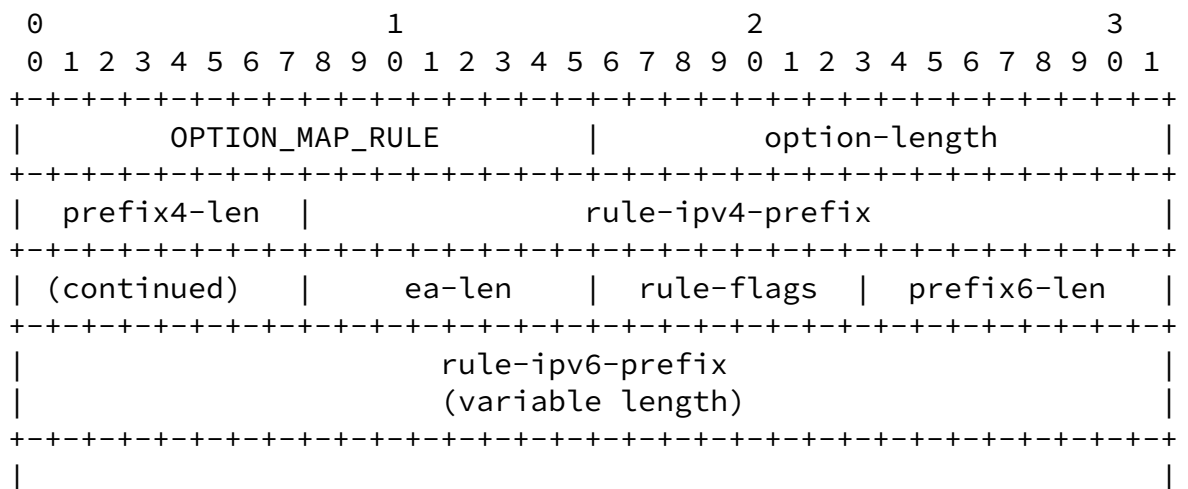 0                   1                   2                   3
 0 1 2 3 4 5 6 7 8 9 0 1 2 3 4 5 6 7 8 9 0 1 2 3 4 5 6 7 8 9 0 1
+-+-+-+-+-+-+-+-+-+-+-+-+-+-+-+-+-+-+-+-+-+-+-+-+-+-+-+-+-+-+-+-+
|        OPTION_MAP_RULE        |         option-length         |
+-+-+-+-+-+-+-+-+-+-+-+-+-+-+-+-+-+-+-+-+-+-+-+-+-+-+-+-+-+-+-+-+
|  prefix4-len  |               rule-ipv4-prefix                |
+-+-+-+-+-+-+-+-+-+-+-+-+-+-+-+-+-+-+-+-+-+-+-+-+-+-+-+-+-+-+-+-+
| (continued)   |     ea-len    |  rule-flags  |  prefix6-len   |
+-+-+-+-+-+-+-+-+-+-+-+-+-+-+-+-+-+-+-+-+-+-+-+-+-+-+-+-+-+-+-+-+
|                       rule-ipv6-prefix                        |
|                       (variable length)                       |
+-+-+-+-+-+-+-+-+-+-+-+-+-+-+-+-+-+-+-+-+-+-+-+-+-+-+-+-+-+-+-+-+
|                                                               |